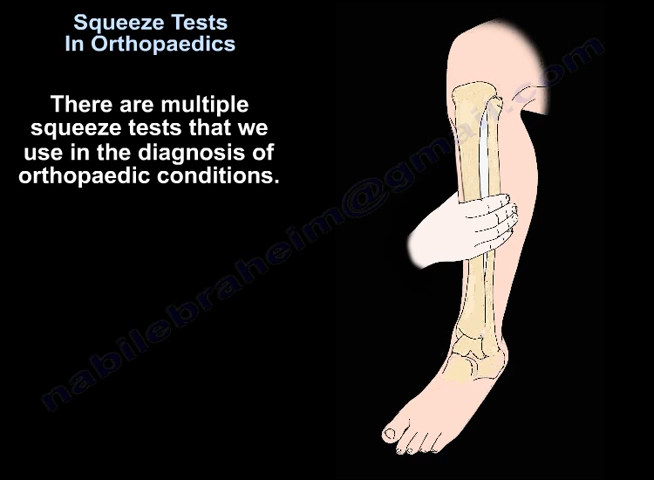 Squeeze Tests
In Orthopaedics
There are multiple
squeeze tests that we
use in the diagnosis of
orthopaedic conditions.
nabilebraheim@gmail.com